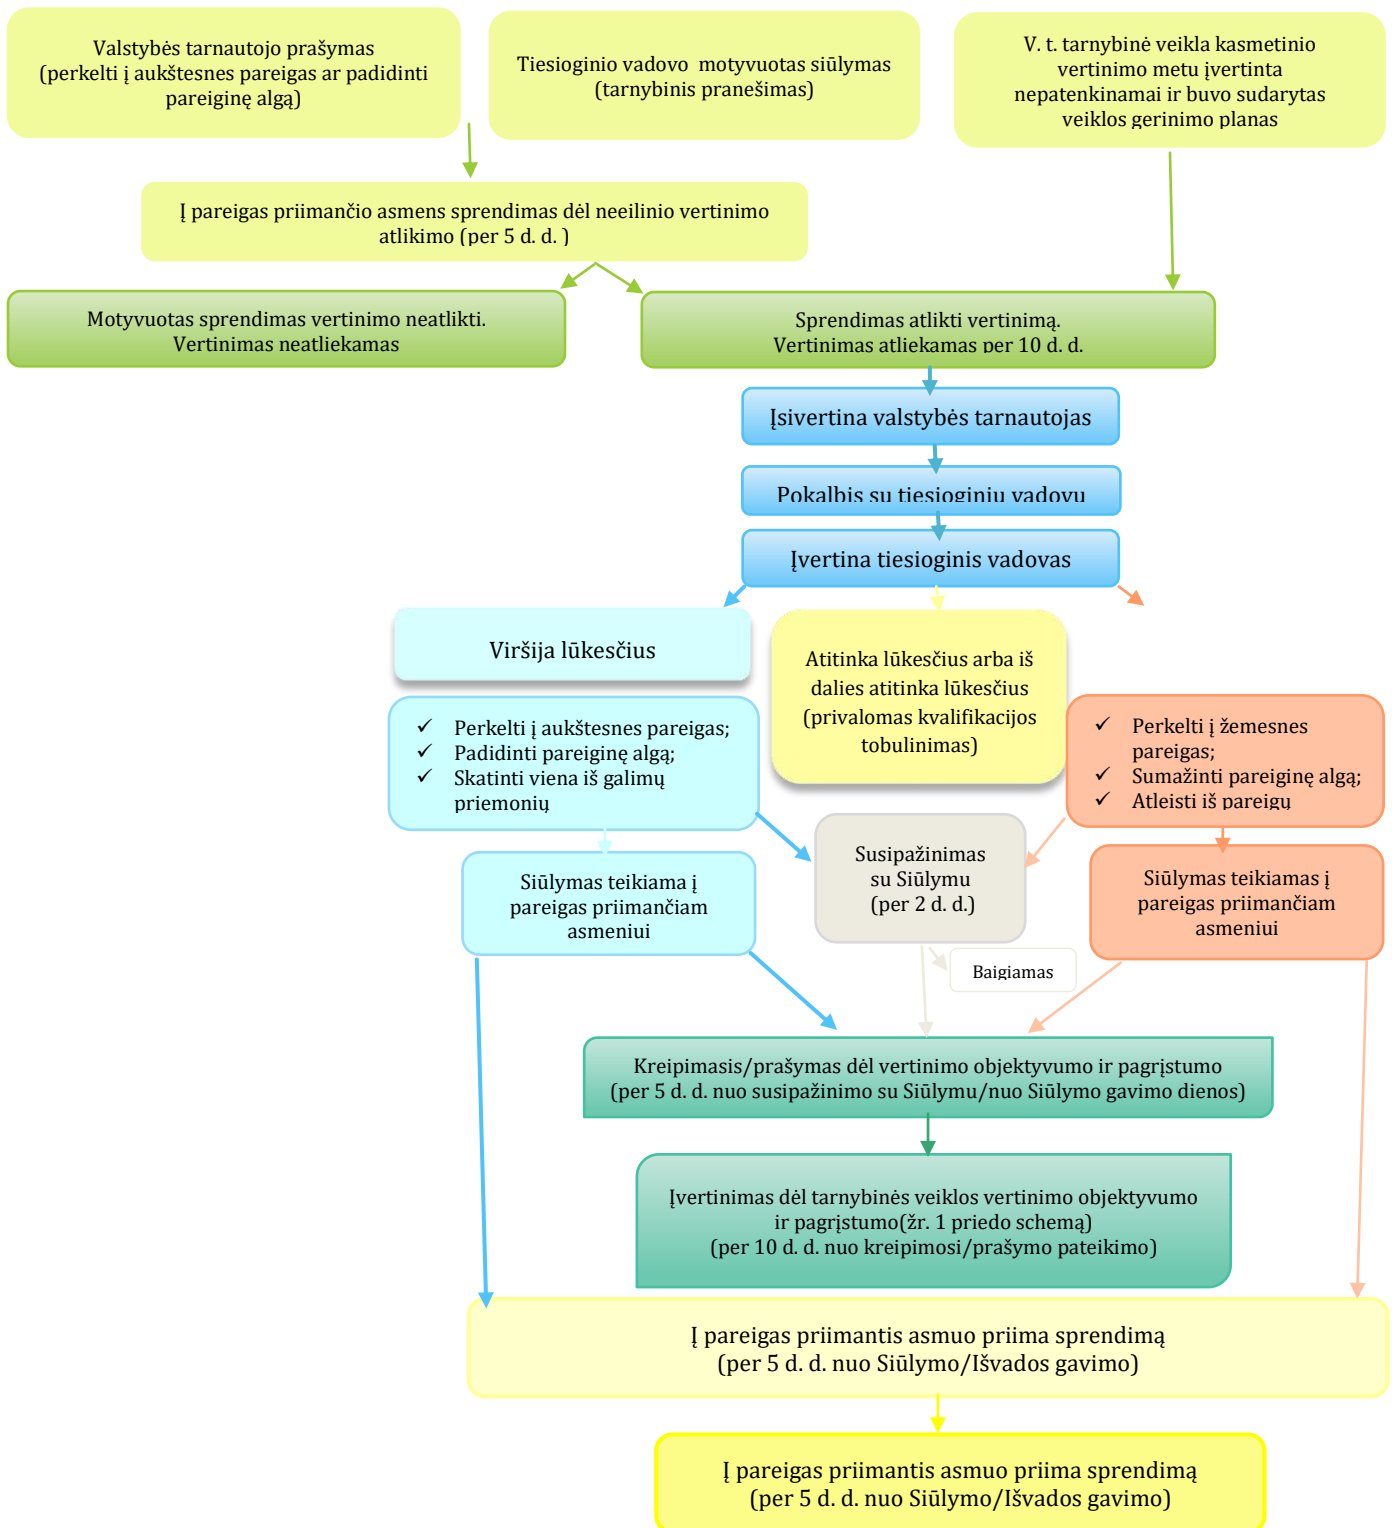 Valstybės tarnautojo prašymas
(perkelti į aukštesnes pareigas ar padidinti
pareiginę algą)
Tiesioginio vadovo motyvuotas siūlymas
(tarnybinis pranešimas)
V. t. tarnybinė veikla kasmetinio
vertinimo metu įvertinta
nepatenkinamai ir buvo sudarytas
veiklos gerinimo planas
Į pareigas priimančio asmens sprendimas dėl neeilinio vertinimo
atlikimo (per 5 d. d. )
Motyvuotas sprendimas vertinimo neatlikti.
Vertinimas neatliekamas
Sprendimas atlikti vertinimą.
Vertinimas atliekamas per 10 d. d.
Įsivertina valstybės tarnautojas
Pokalbis su tiesioginiu vadovu
Įvertina tiesioginis vadovas
Viršija lūkesčius
Atitinka lūkesčius arba iš
dalies atitinka lūkesčius
(privalomas kvalifikacijos
tobulinimas)
✓ Perkelti į aukštesnes pareigas;
✓ Padidinti pareiginę algą;
✓ Skatinti viena iš galimų
priemonių
✓ Perkelti į žemesnes
pareigas;
✓ Sumažinti pareiginę algą;
✓ Atleisti iš pareigų
Susipažinimas
su Siūlymu
(per 2 d. d.)
Siūlymas teikiama į
pareigas priimančiam
asmeniui
Siūlymas teikiamas į
pareigas priimančiam
asmeniui
Baigiamas
Kreipimasis/prašymas dėl vertinimo objektyvumo ir pagrįstumo
(per 5 d. d. nuo susipažinimo su Siūlymu/nuo Siūlymo gavimo dienos)
Įvertinimas dėl tarnybinės veiklos vertinimo objektyvumo
ir pagrįstumo(žr. 1 priedo schemą)
(per 10 d. d. nuo kreipimosi/prašymo pateikimo)
Į pareigas priimantis asmuo priima sprendimą
(per 5 d. d. nuo Siūlymo/Išvados gavimo)
Į pareigas priimantis asmuo priima sprendimą
(per 5 d. d. nuo Siūlymo/Išvados gavimo)